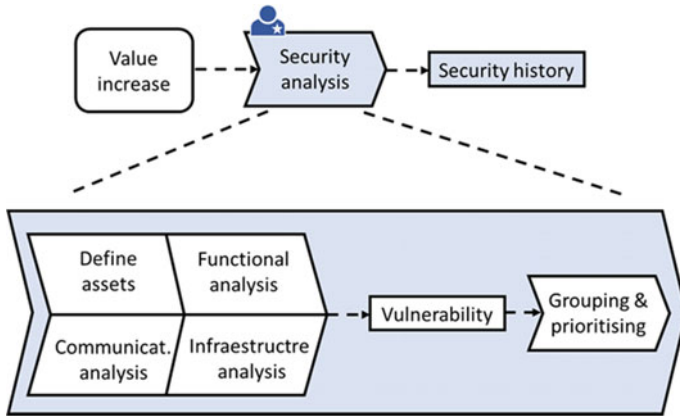 Value
increase
Security
analysis
Security history
Define
assets
Functional
analysis
Communicat.
analysis
Infraestructre
analysis
Vulnerability
Grouping &
prioritising